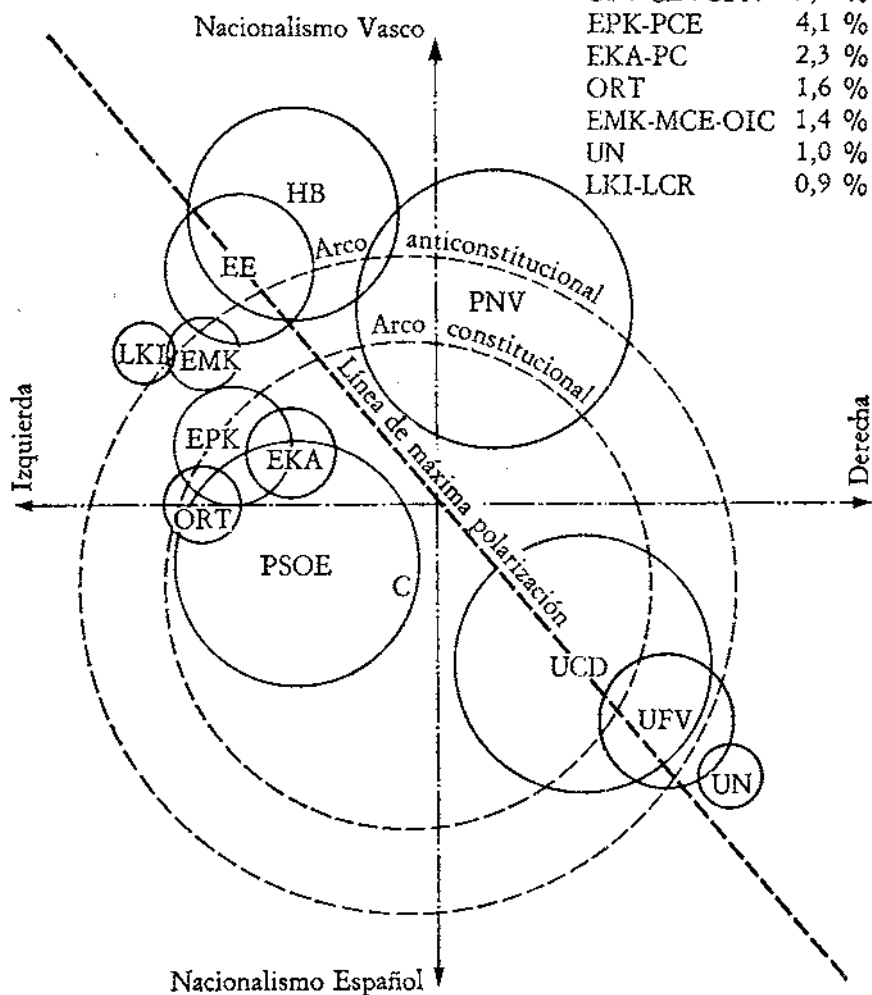 Nacionalismo Vasco
EPK-PCE 4,1 %
EKA-PC 2,3 %
ORT 1,6 %
EMK-MCE-OIC 1,4 %
UN 1,0 %
LKI-LCR 0,9 %
HB
Arco anticonstitucional
EE
PNV
Arco constitucional
LKI
EMK
Línea de máxima polarización
EPK
EKA
Izquierda
Derecha
ORT
PSOE
C
UCD
UFV
UN
Nacionalismo Español